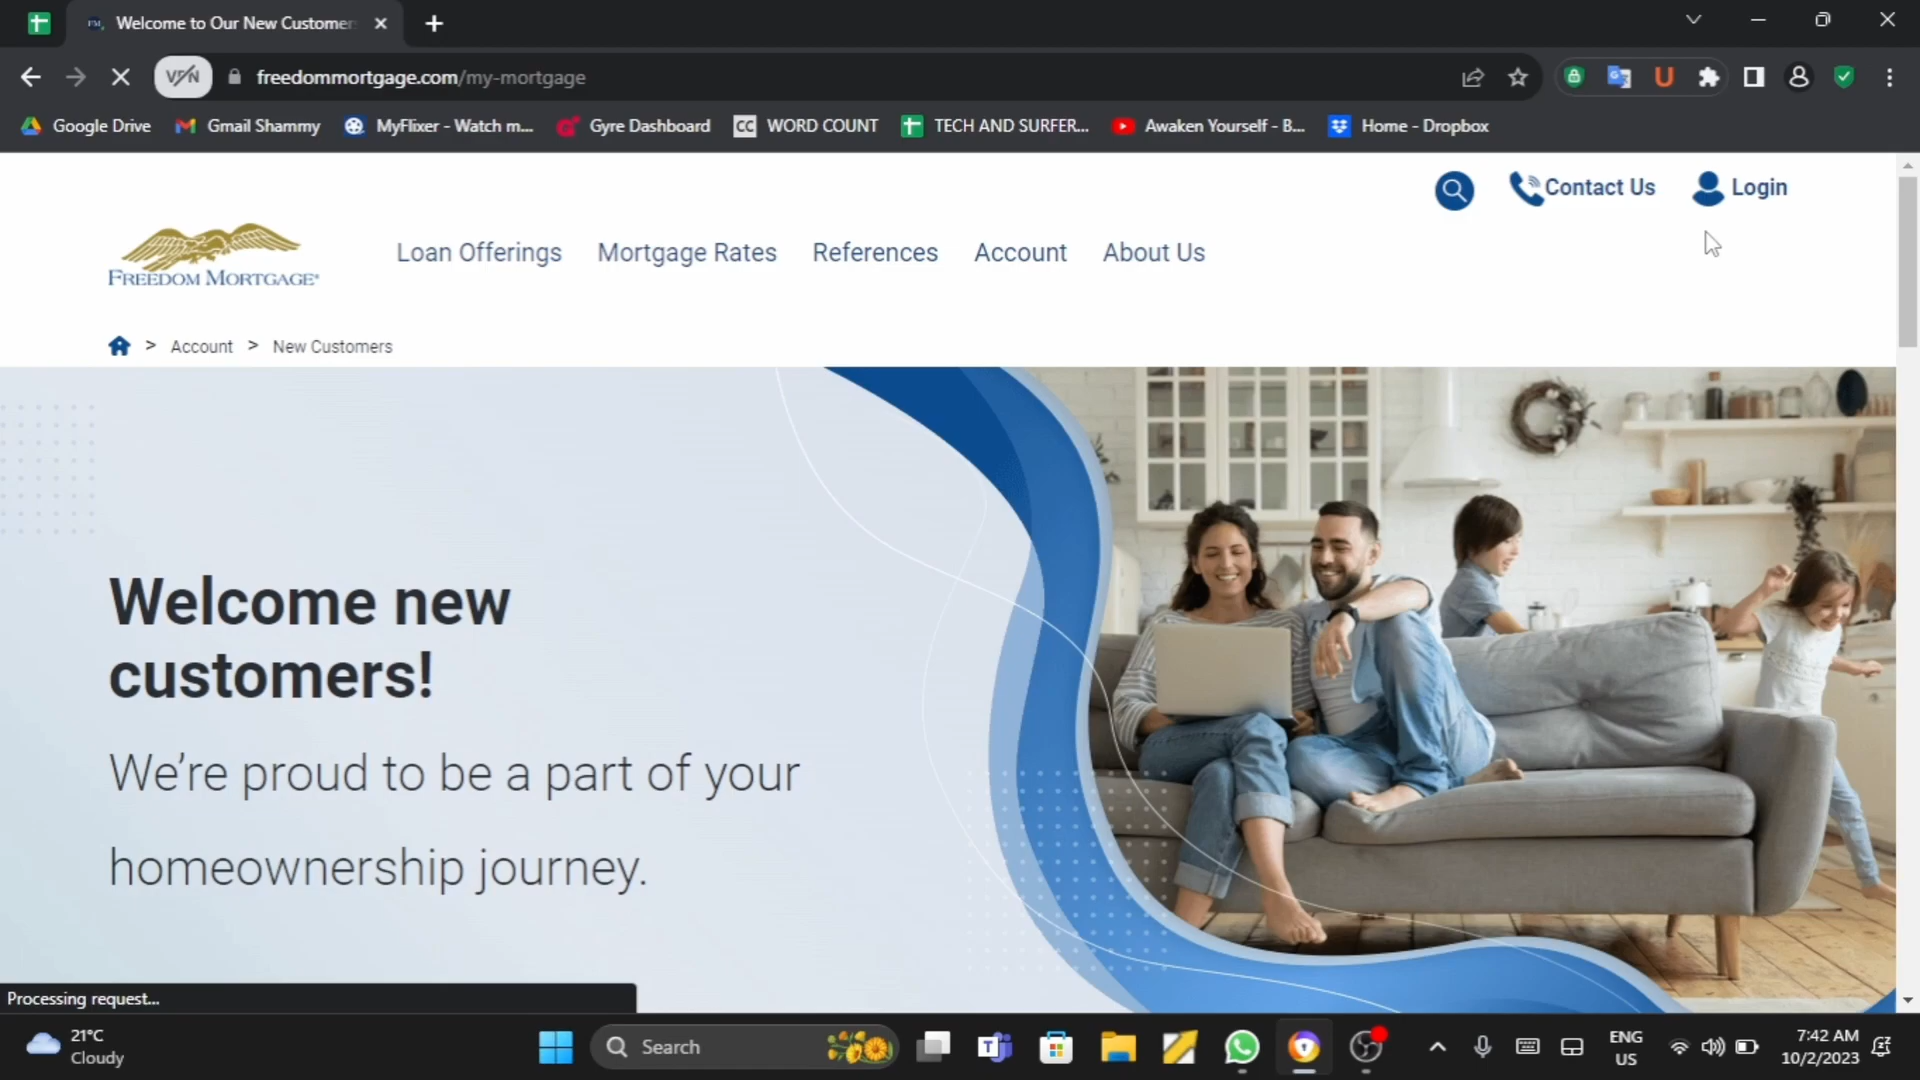 Welcome to Our New Customer
VPN
freedommortgage.com/my-mortgage
Google Drive
Gmail Shammy
MyFlixer - Watch m...
Gyre Dashboard
CC WORD COUNT
TECH AND SURFER...
Awaken Yourself - B...
Home - Dropbox
Contact Us
Login
FREEDOM MORTGAGE®
Loan Offerings
Mortgage Rates
References
Account
About Us
> Account > New Customers
Welcome new
customers!
We’re proud to be a part of your
homeownership journey.
Processing request...
21°C
Cloudy
Search
ENG
US
7:42 AM
10/2/2023